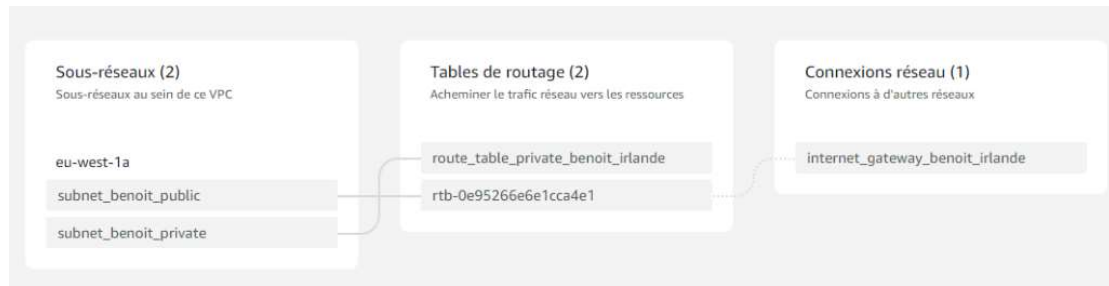 Sous-réseaux (2)
Sous-réseaux au sein de ce VPC
eu-west-1a
subnet_benoit_public
subnet_benoit_private
Tables de routage (2)
Acheminer le trafic réseau vers les ressources
route_table_private_benoit_irlande
rtb-0e95266e6e1cca4e1
Connexions réseau (1)
Connexions à d'autres réseaux
internet_gateway_benoit_irlande